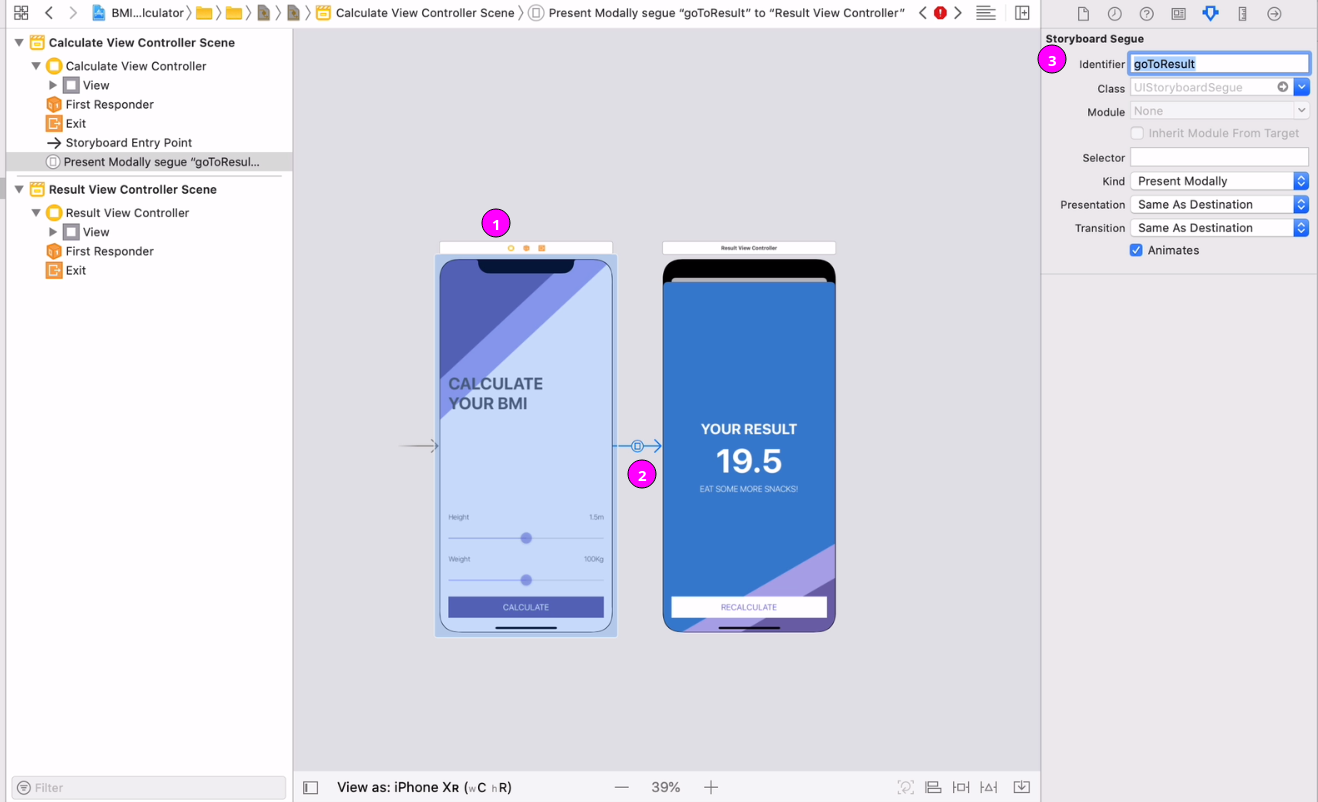 BMI...lculator
Calculate View Controller Scene
Present Modally segue “goToResult” to “Result View Controller”
Calculate View Controller Scene
Calculate View Controller
View
First Responder
Exit
Storyboard Entry Point
Present Modally segue “goToResul...
Result View Controller Scene
Result View Controller
View
First Responder
Exit
Filter
1
CALCULATE
YOUR BMI
Height 1.5m
Weight 100Kg
CALCULATE
2
Result View Controller
YOUR RESULT
19.5
EAT SOME MORE SNACKS!
RECALCULATE
View as: iPhone XR (wC hR)
39%
Storyboard Segue
3
Identifier goToResult
Class UIStoryboardSegue
Module None
Inherit Module From Target
Selector
Kind Present Modally
Presentation Same As Destination
Transition Same As Destination
Animates